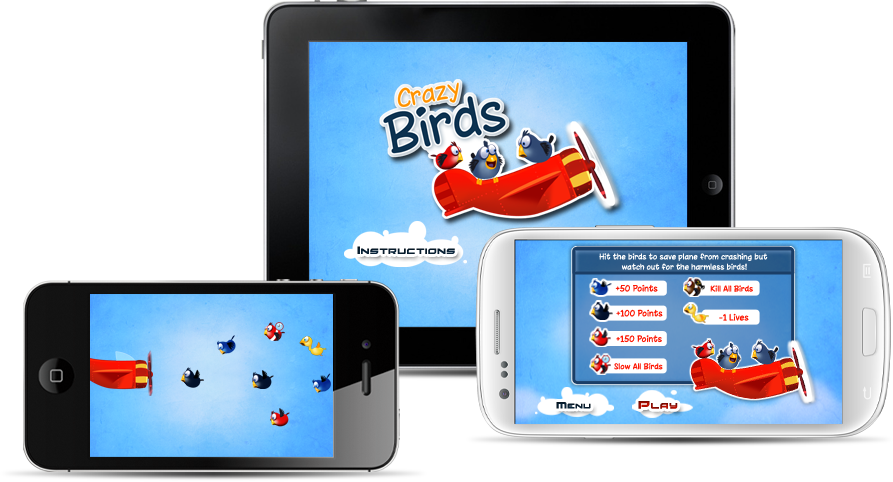 Crazy
Birds
INSTRUCTIONS
Hit the birds to save plane from crashing but
watch out for the harmless birds!
+50 Points
Kill All Birds
+100 Points
-1 Lives
+150 Points
Slow All Birds
MENU
PLAY